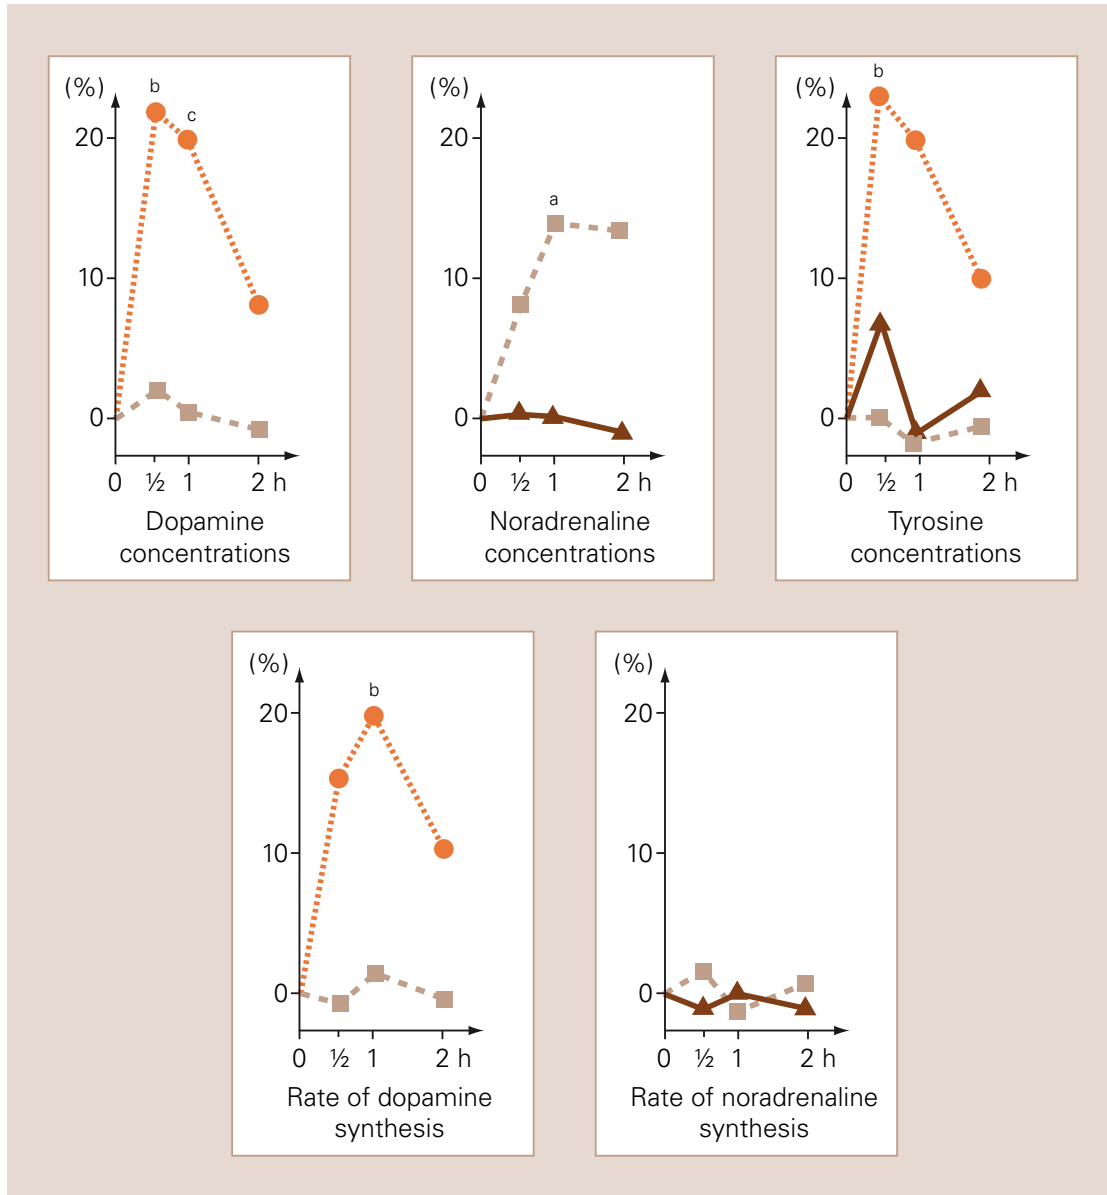 (%)
b
c
20
10
0
0 ½ 1 2 h
Dopamine
concentrations
(%)
20
a
10
0
0 ½ 1 2 h
Noradrenaline
concentrations
(%)
b
20
10
0
0 ½ 1 2 h
Tyrosine
concentrations
(%)
b
20
10
0
0 ½ 1 2 h
Rate of dopamine
synthesis
(%)
20
10
0
0 ½ 1 2 h
Rate of noradrenaline
synthesis